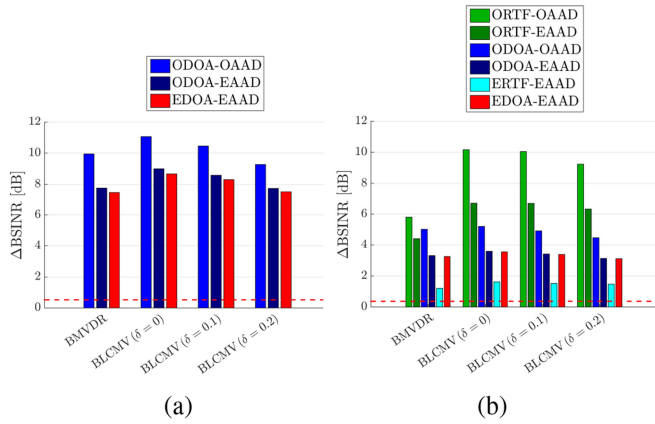 ODOA-OAAD
ODOA-EAAD
EDOA-EAAD
12
10
8
6
4
2
0
ΔBSINR [dB]
BMVDR
BLCMV (δ = 0)
BLCMV (δ = 0.1)
BLCMV (δ = 0.2)
(a)
ORTF-OAAD
ORTF-EAAD
ODOA-OAAD
ODOA-EAAD
ERTF-EAAD
EDOA-EAAD
12
10
8
6
4
2
0
ΔBSINR [dB]
BMVDR
BLCMV (δ = 0)
BLCMV (δ = 0.1)
BLCMV (δ = 0.2)
(b)